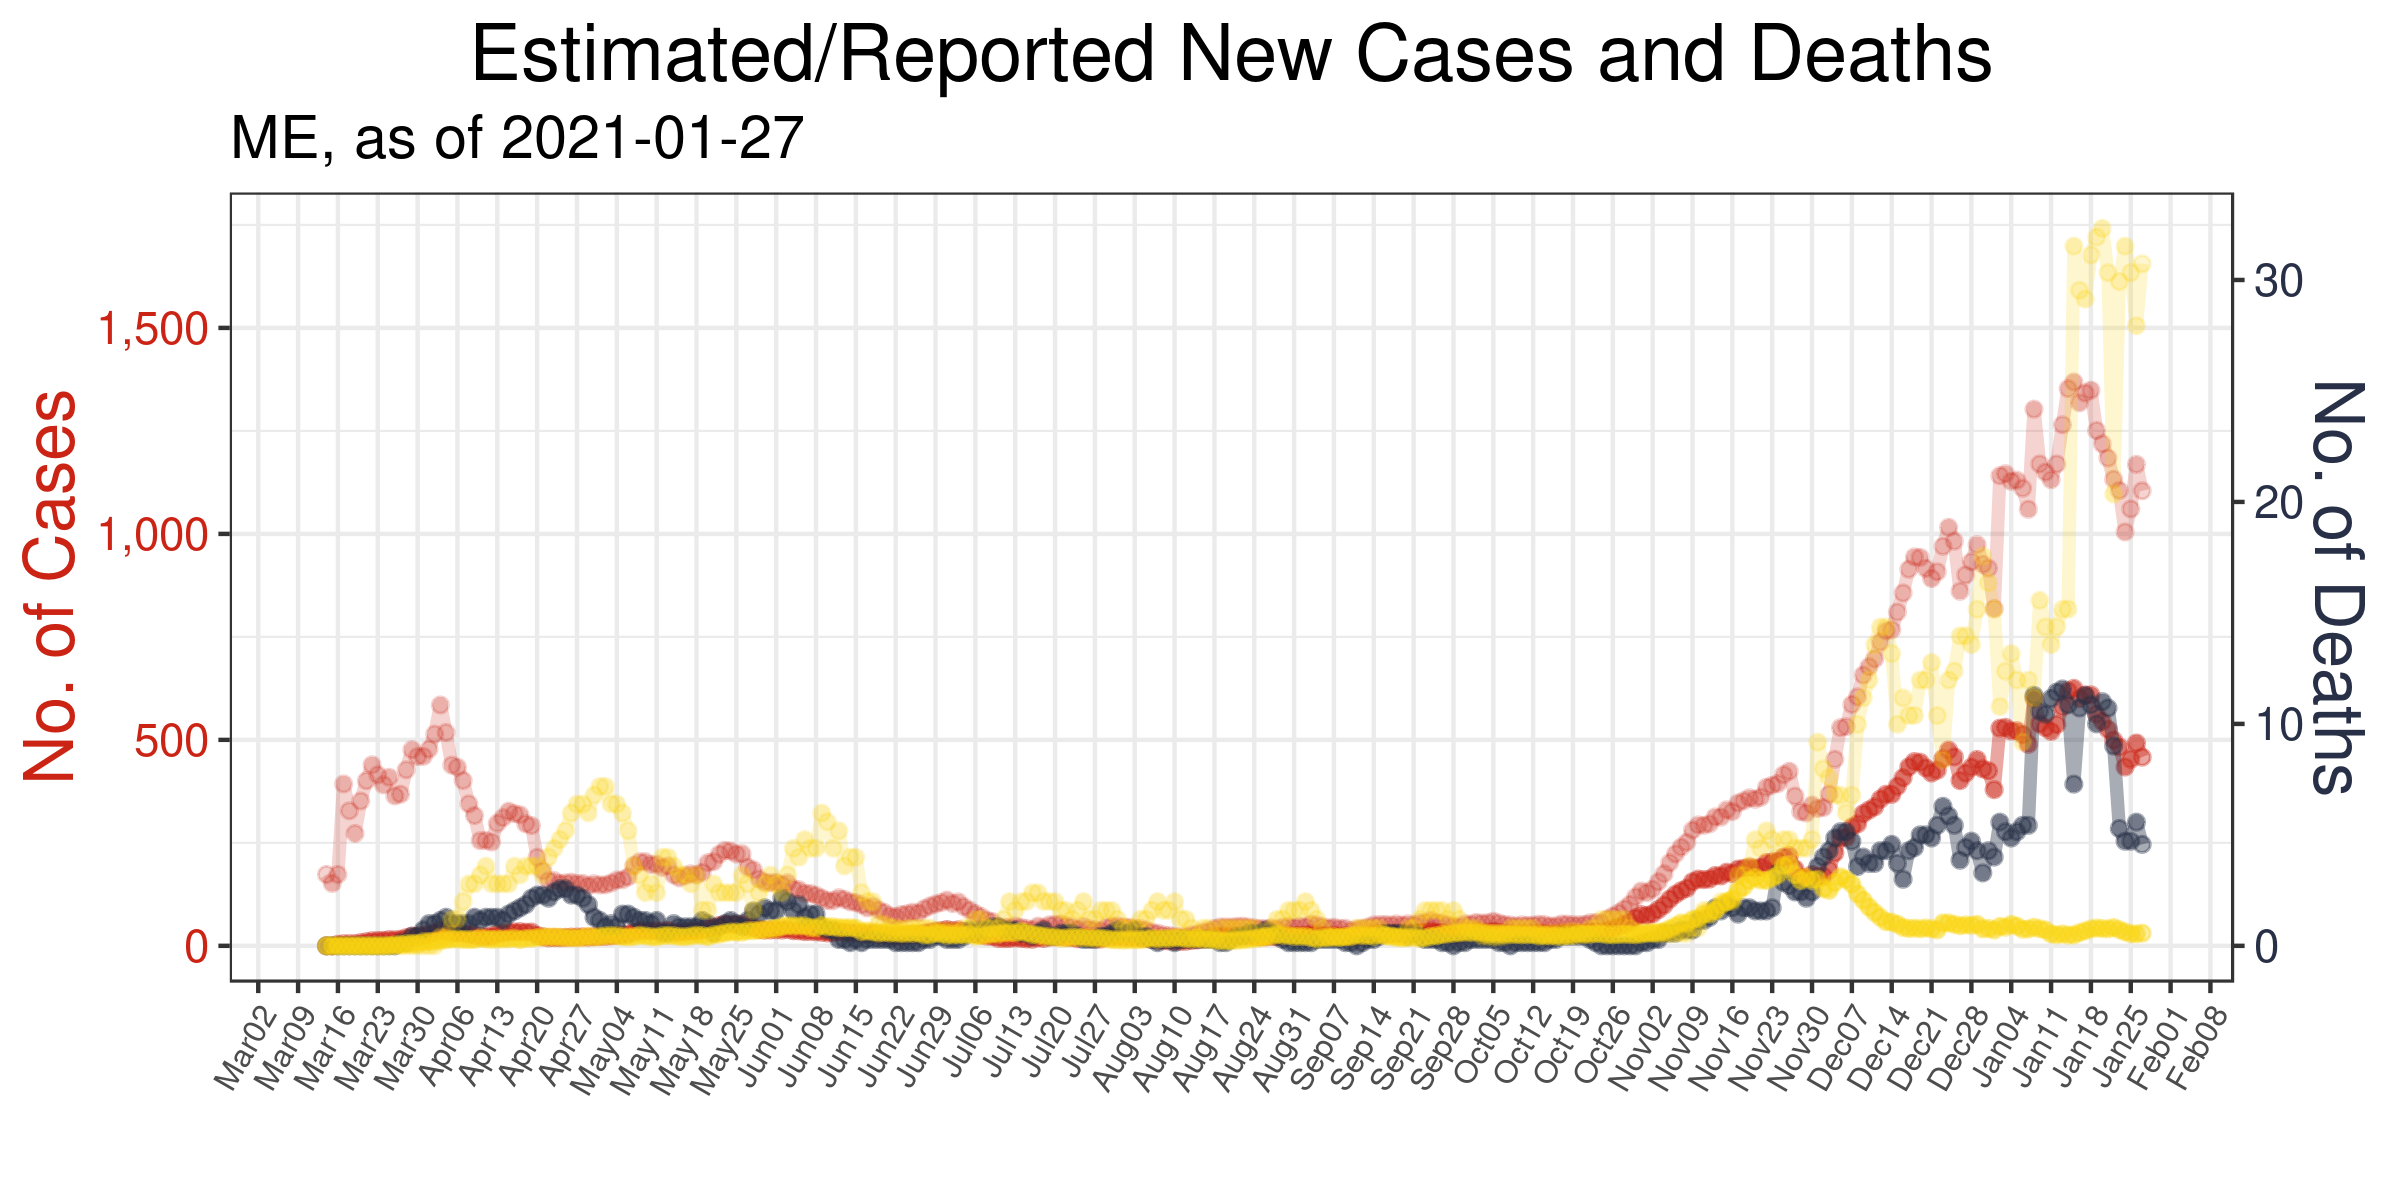 Estimated/Reported New Cases and Deaths
ME, as of 2021-01-27
No. of Cases
1,500
1,000
500
0
30
20
10
0
No. of Deaths
Mar02
Mar09
Mar16
Mar23
Mar30
Apr06
Apr13
Apr20
Apr27
May04
May11
May18
May25
Jun01
Jun08
Jun15
Jun22
Jun29
Jul06
Jul13
Jul20
Jul27
Aug03
Aug10
Aug17
Aug24
Aug31
Sep07
Sep14
Sep21
Sep28
Oct05
Oct12
Oct19
Oct26
Nov02
Nov09
Nov16
Nov23
Nov30
Dec07
Dec14
Dec21
Dec28
Jan04
Jan11
Jan18
Jan25
Feb01
Feb08